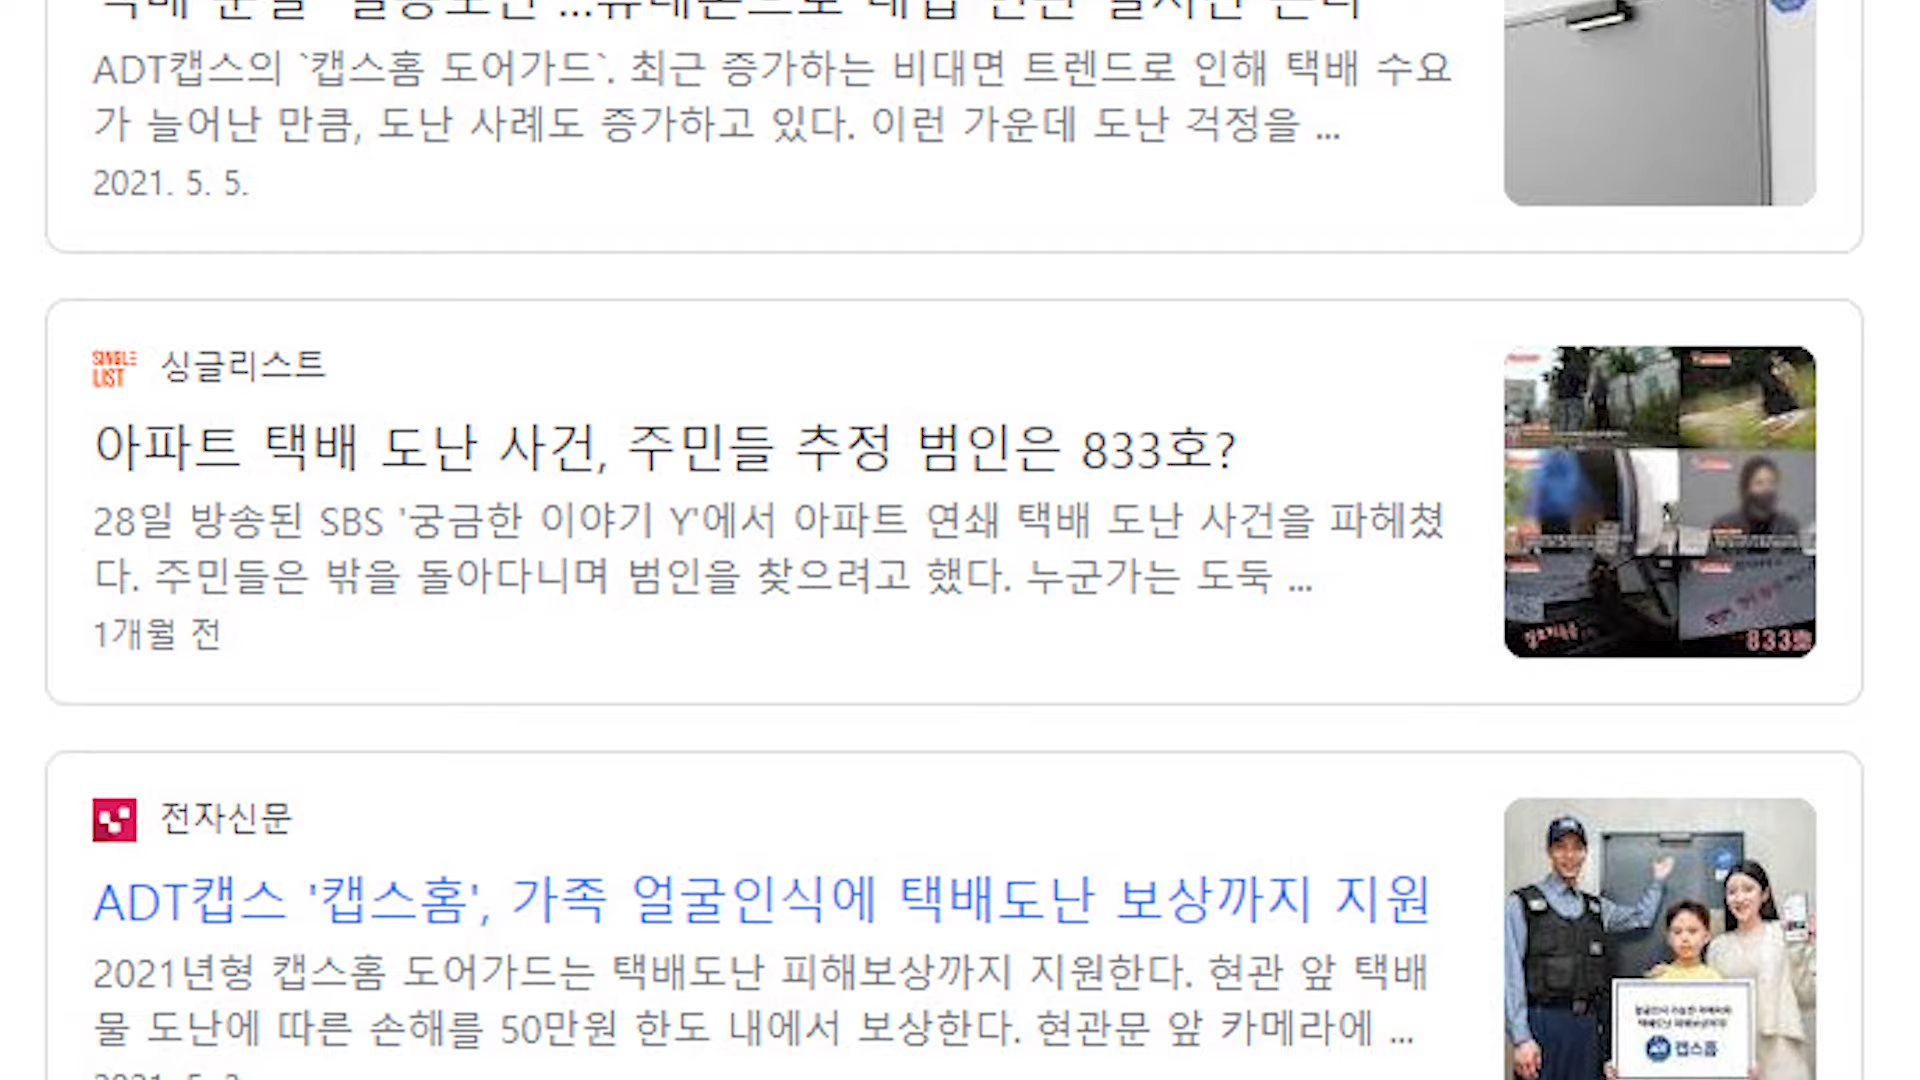 ADT캡스의 `캡스홈 도어가드`. 최근 증가하는 비대면 트렌드로 인해 택배 수요
가 늘어난 만큼, 도난 사례도 증가하고 있다. 이런 가운데 도난 걱정을 ...
2021. 5. 5.
SINGLE
LIST
싱글리스트
아파트 택배 도난 사건, 주민들 추정 범인은 833호?
28일 방송된 SBS '궁금한 이야기 Y'에서 아파트 연쇄 택배 도난 사건을 파헤쳤
다. 주민들은 밖을 돌아다니며 범인을 찾으려고 했다. 누군가는 도둑 ...
1개월 전
833호
전자신문
ADT캡스 '캡스홈', 가족 얼굴인식에 택배도난 보상까지 지원
2021년형 캡스홈 도어가드는 택배도난 피해보상까지 지원한다. 현관 앞 택배
물 도난에 따른 손해를 50만원 한도 내에서 보상한다. 현관문 앞 카메라에 ...
캡스홈